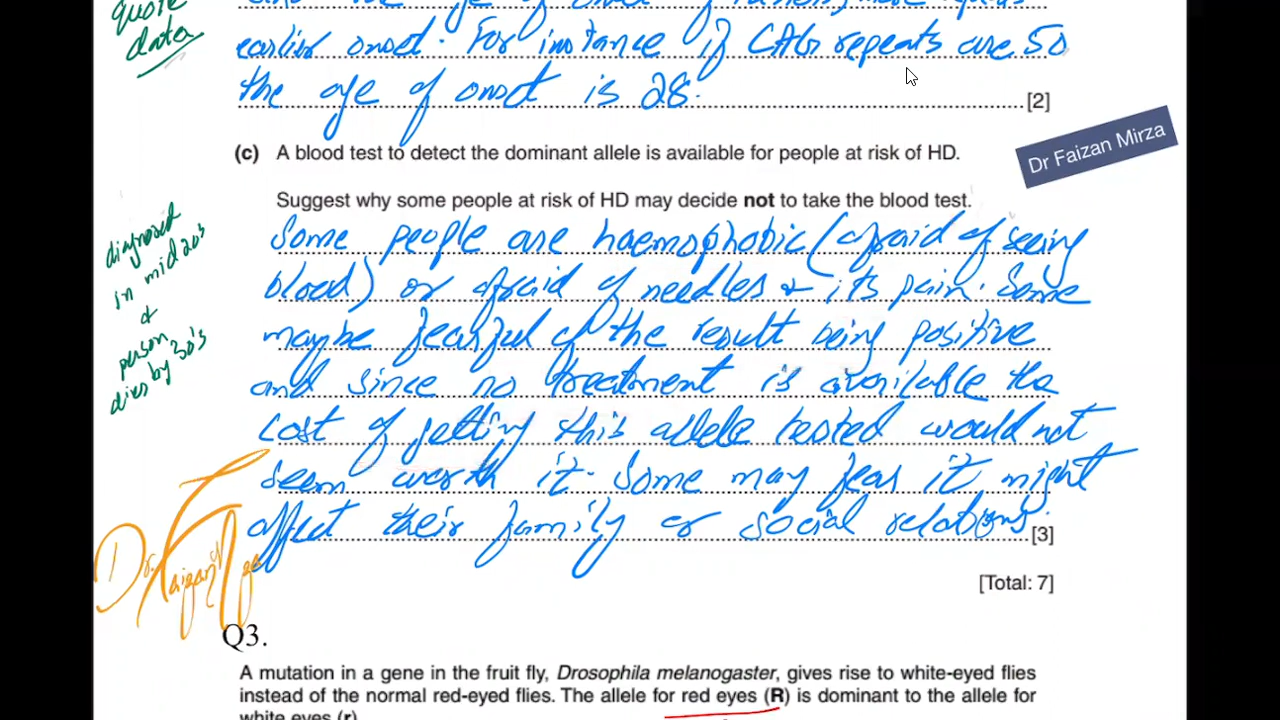 quote
data
earlier onset. For instance if CAG repeats are 50
the age of onset is 28.
[2]
(c) A blood test to detect the dominant allele is available for people at risk of HD.
Dr Faizan Mirza
Suggest why some people at risk of HD may decide not to take the blood test.
Some people are haemophobic (afraid of seeing
blood) or afraid of needles & its pain. Some
maybe fearful of the result being positive
and since no treatment is available the
cost of getting this allele tested would not
seem worth it. Some may fear it might
affect their family or social relations.
[3]
diagnosed
in mid 20's
&
person
dies by 30's
[Total: 7]
Dr. Faizan
Q3.
A mutation in a gene in the fruit fly, Drosophila melanogaster, gives rise to white-eyed flies
instead of the normal red-eyed flies. The allele for red eyes (R) is dominant to the allele for
white eyes (r).